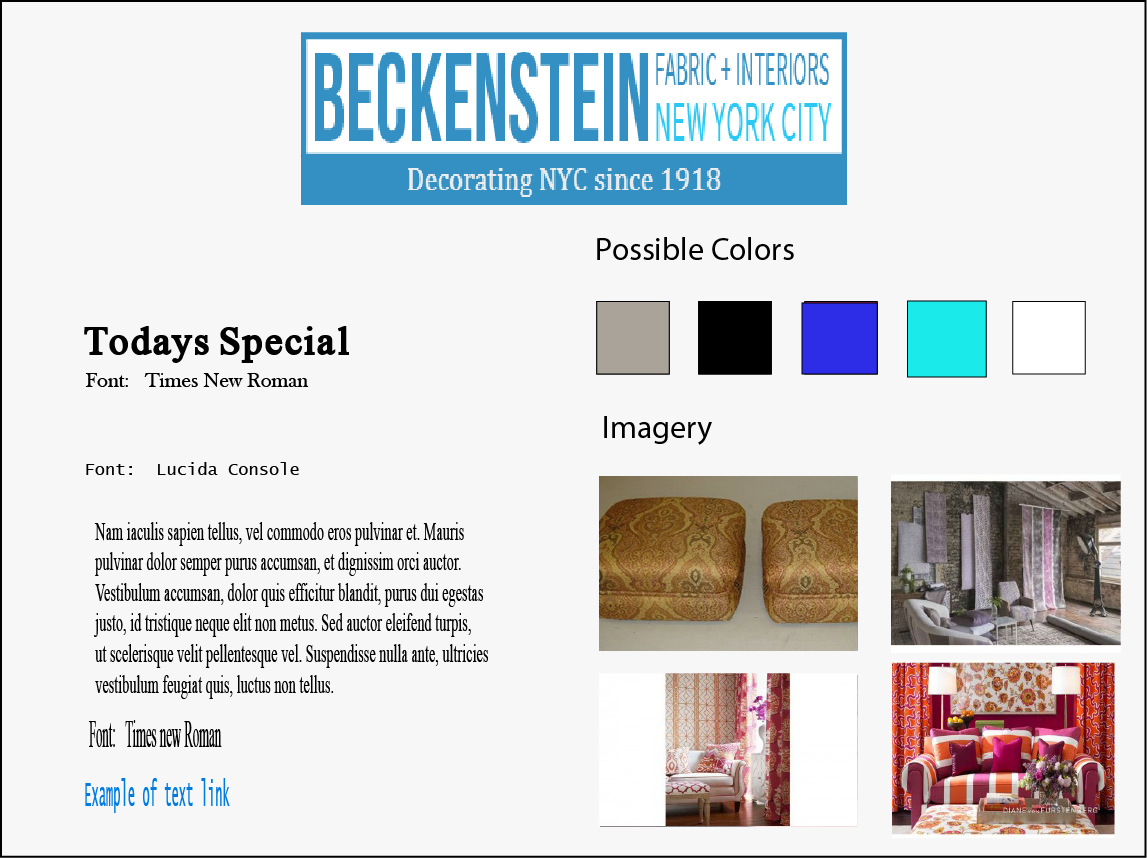 BECKENSTEIN
FABRIC + INTERIORS
NEW YORK CITY
Decorating NYC since 1918
Possible Colors
Todays Special
Font: Times New Roman
Imagery
Font: Lucida Console
Nam iaculis sapien tellus, vel commodo eros pulvinar et. Mauris
pulvinar dolor semper purus accumsan, et dignissim orci auctor.
Vestibulum accumsan, dolor quis efficitur blandit, purus dui egestas
justo, id tristique neque elit non metus. Sed auctor eleifend turpis,
ut scelerisque velit pellentesque vel. Suspendisse nulla ante, ultricies
vestibulum feugiat quis, luctus non tellus.
Font: Times new Roman
Example of text link
DIANE VON FURSTENBERG